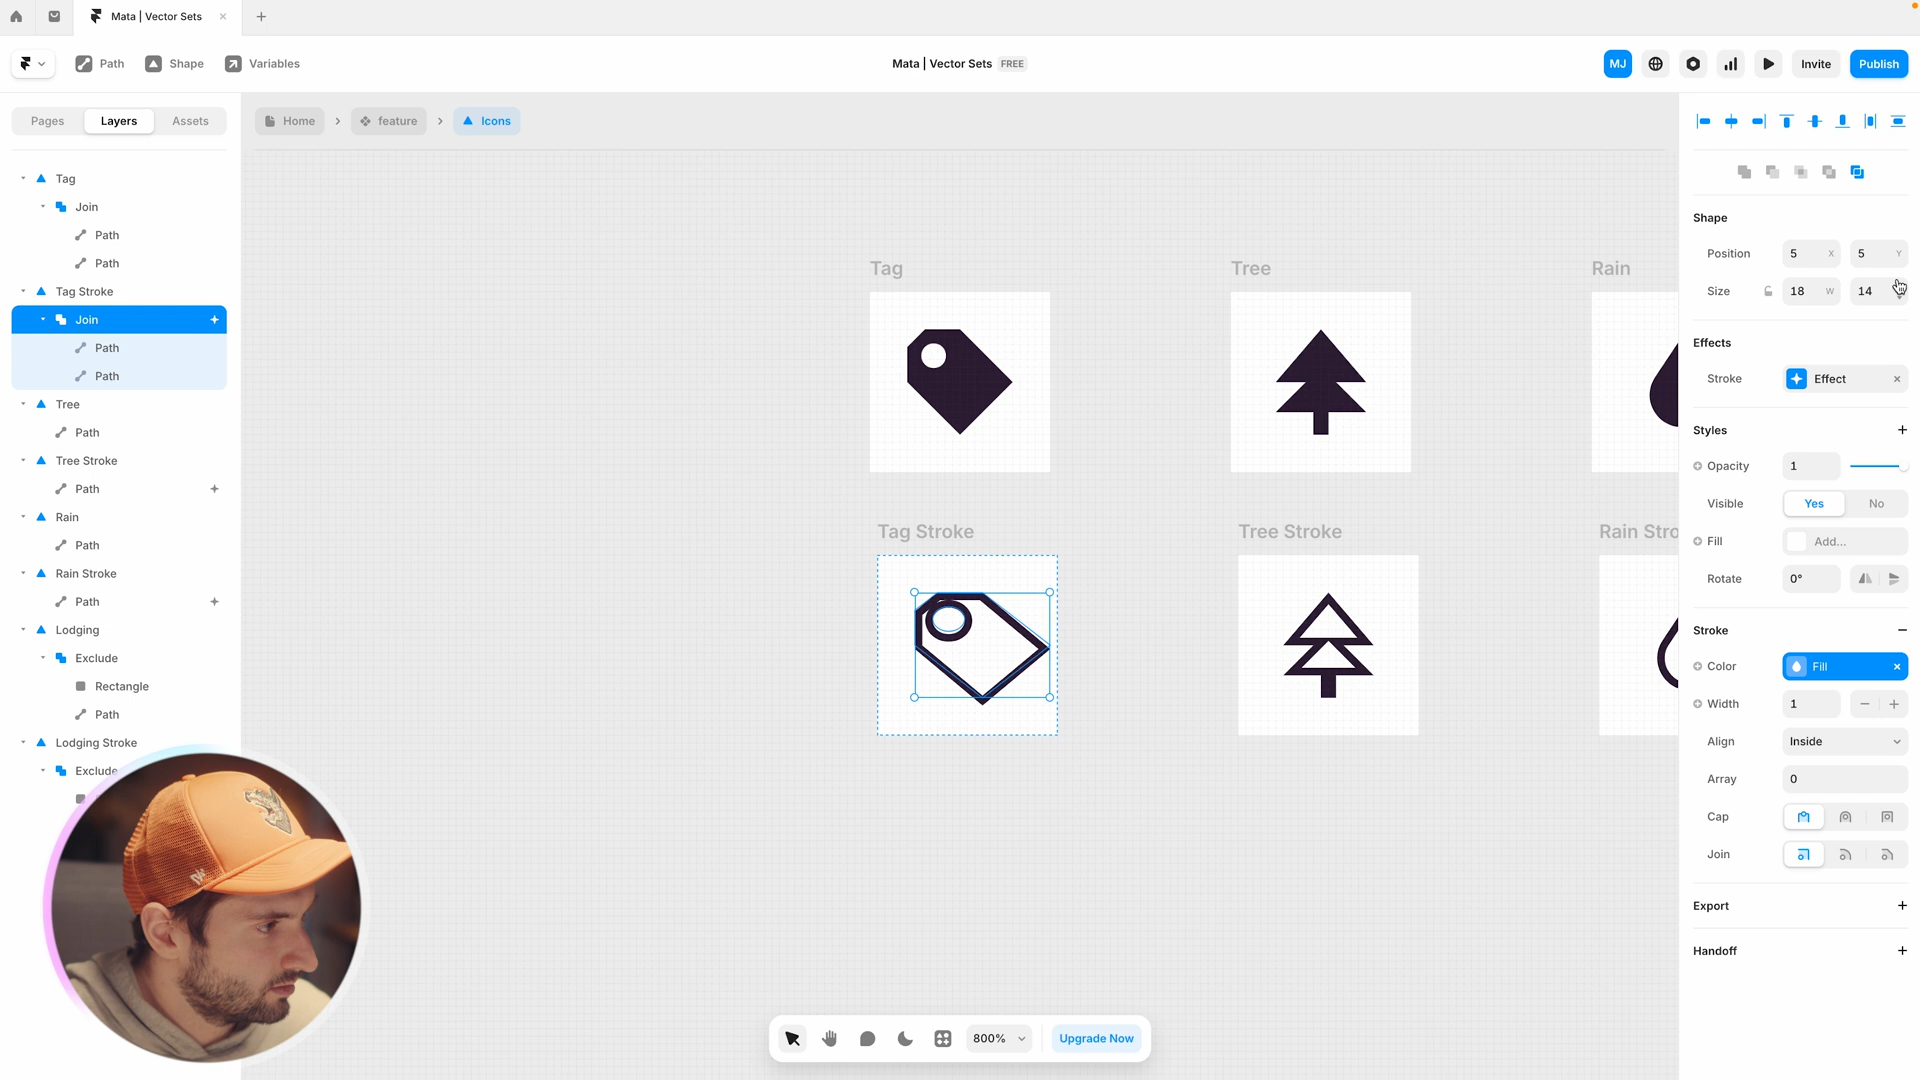 Mata | Vector Sets
Path
Shape
Variables
Mata | Vector Sets FREE
MJ
Invite
Publish
Pages
Layers
Assets
Home
feature
Icons
Tag
Join
Path
Path
Tag Stroke
Join
Path
Path
Tree
Path
Tree Stroke
Path
Rain
Path
Rain Stroke
Path
Lodging
Exclude
Rectangle
Path
Lodging Stroke
Exclude
Tag
Tree
Rain
Tag Stroke
Tree Stroke
Rain Stro
800%
Upgrade Now
Shape
Position 5 X 5 Y
Size 18 W 14
Effects
Stroke Effect
Styles
Opacity 1
Visible Yes No
Fill Add...
Rotate 0°
Stroke
Color Fill
Width 1
Align Inside
Array 0
Cap
Join
Export
Handoff